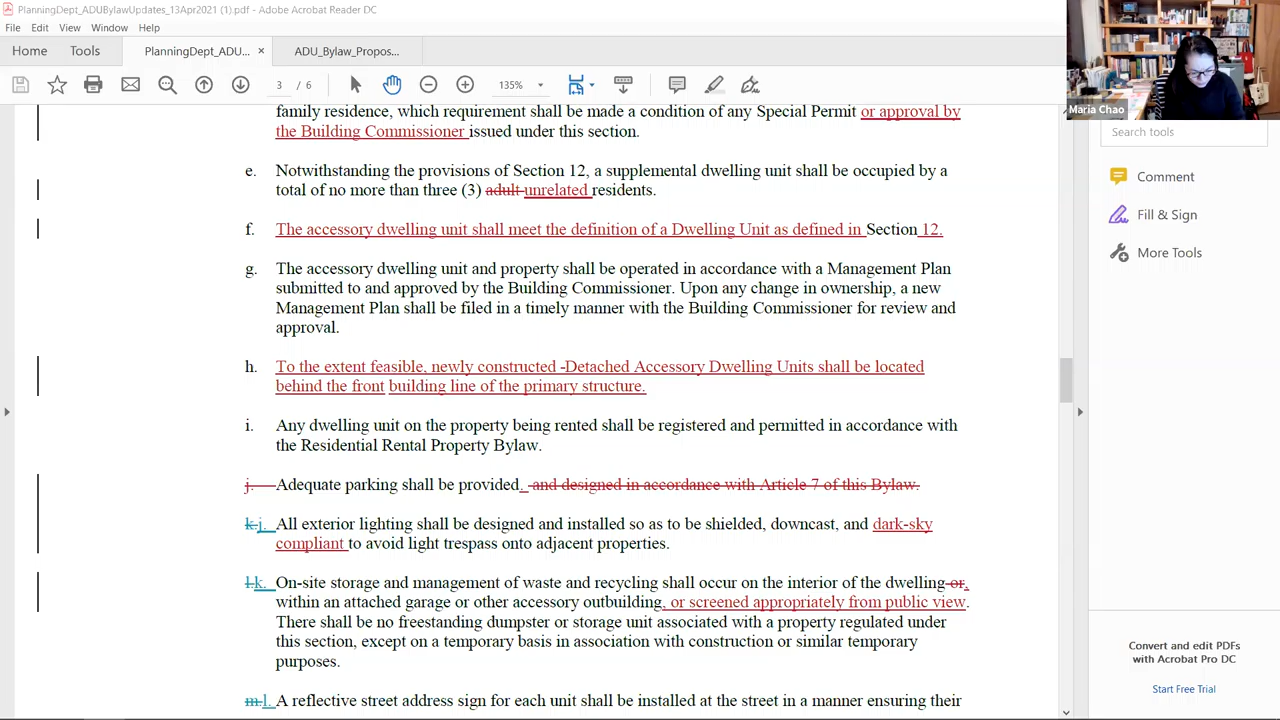 PlanningDept_ADUBylawUpdates_13Apr2021 (1).pdf - Adobe Acrobat Reader DC
File Edit View Window Help
Home Tools PlanningDept_ADU... × ADU_Bylaw_Propos...
3 / 6 135%
Maria Chao
Search tools
Comment
Fill & Sign
More Tools
Convert and edit PDFs
with Acrobat Pro DC
Start Free Trial
family resident, which requirement shall be made a condition of any Special Permit or approval by
the Building Commissioner issued under this section.
e. Notwithstanding the provisions of Section 12, a supplemental dwelling unit shall be occupied by a
total of no more than three (3) adult unrelated residents.
f. The accessory dwelling unit shall meet the definition of a Dwelling Unit as defined in Section 12.
g. The accessory dwelling unit and property shall be operated in accordance with a Management Plan
submitted to and approved by the Building Commissioner. Upon any change in ownership, a new
Management Plan shall be filed in a timely manner with the Building Commissioner for review and
approval.
h. To the extent feasible, newly constructed -Detached Accessory Dwelling Units shall be located
behind the front building line of the primary structure.
i. Any dwelling unit on the property being rented shall be registered and permitted in accordance with
the Residential Rental Property Bylaw.
j. Adequate parking shall be provided. and designed in accordance with Article 7 of this Bylaw.
k.j. All exterior lighting shall be designed and installed so as to be shielded, downcast, and dark-sky
compliant to avoid light trespass onto adjacent properties.
l.k. On-site storage and management of waste and recycling shall occur on the interior of the dwelling or,
within an attached garage or other accessory outbuilding, or screened appropriately from public view.
There shall be no freestanding dumpster or storage unit associated with a property regulated under
this section, except on a temporary basis in association with construction or similar temporary
purposes.
m.l. A reflective street address sign for each unit shall be installed at the street in a manner ensuring their